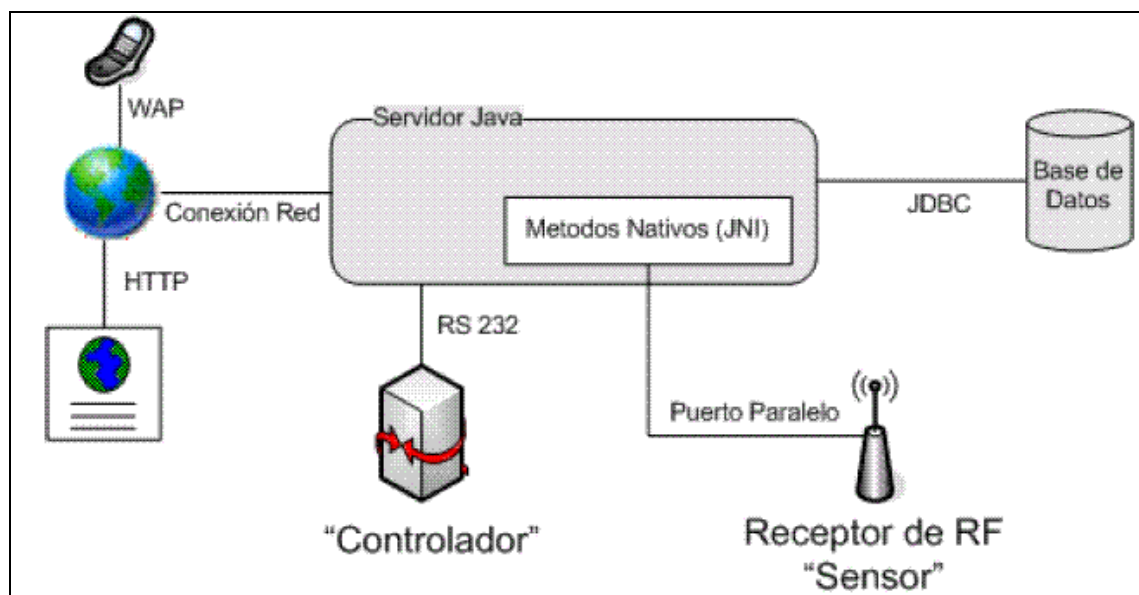 WAP
Servidor Java
Conexión Red
Metodos Nativos (JNI)
JDBC
Base de
Datos
HTTP
RS 232
Puerto Paralelo
“Controlador”
Receptor de RF
“Sensor”